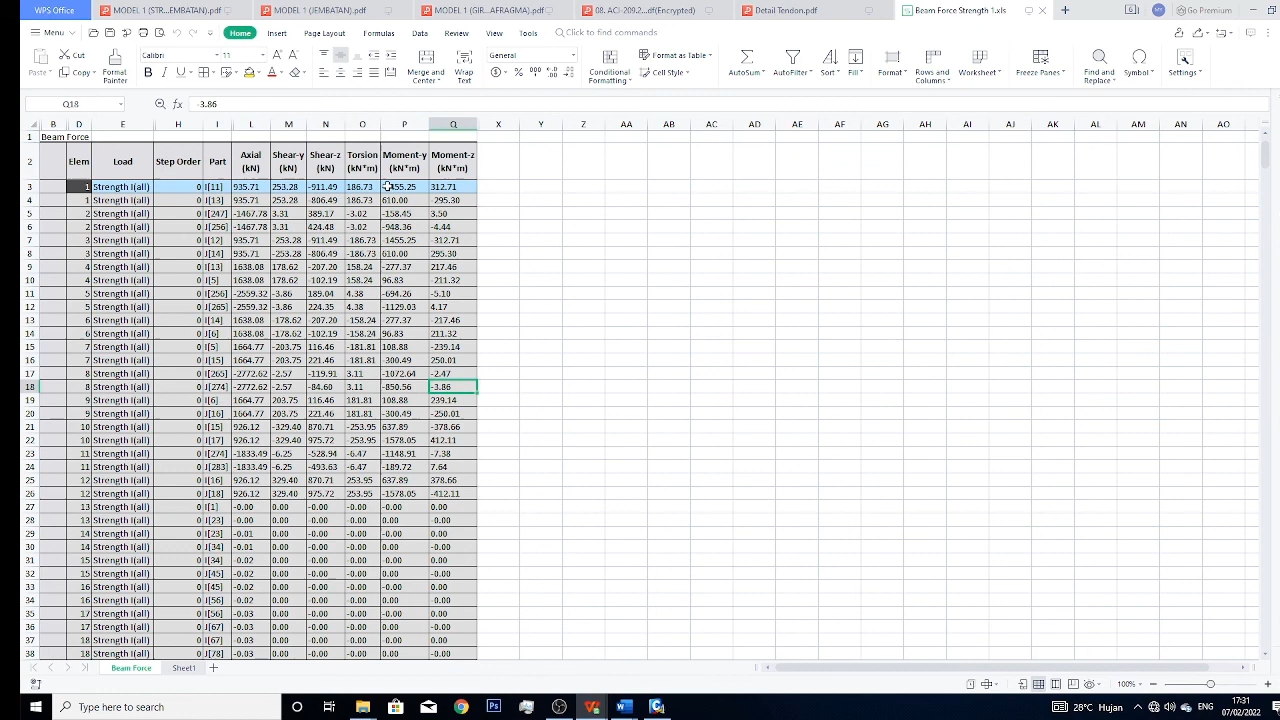 WPS Office MODEL 1 (STR...EMBATAN).pdf MODEL 1 (JEMBATAN).pdf MODEL 1 (GIR...AFRAGMA).pdf 08. ACI-209.2...df(Encrypted) Detail Tendon.pdf Beam Force Strength 1.xls Go Premium
Menu Home Insert Page Layout Formulas Data Review View Tools Click to find commands
Paste Cut Copy Format Painter Calibri 11 Merge and Center Wrap Text General Conditional Formatting Format as Table Cell Style AutoSum AutoFilter Sort Fill Format Rows and Columns Worksheet Freeze Panes Find and Replace Symbol Settings
Q18 fx -3.86
B D E H I L M N O P Q X Y Z AA AB AC AD AE AF AG AH AI AJ AK AL AM AN AO
1 Beam Force
2 Elem Load Step Order Part Axial (kN) Shear-y (kN) Shear-z (kN) Torsion (kN*m) Moment-y (kN*m) Moment-z (kN*m)
3 1 Strength I(all) 0 I[11] 935.71 253.28 -911.49 186.73 -1455.25 312.71
4 1 Strength I(all) 0 J[13] 935.71 253.28 -806.49 186.73 610.00 -295.30
5 2 Strength I(all) 0 I[247] -1467.78 3.31 389.17 -3.02 -158.45 3.50
6 2 Strength I(all) 0 J[256] -1467.78 3.31 424.48 -3.02 -948.36 -4.44
7 3 Strength I(all) 0 I[12] 935.71 -253.28 -911.49 -186.73 -1455.25 -312.71
8 3 Strength I(all) 0 J[14] 935.71 -253.28 -806.49 -186.73 610.00 295.30
9 4 Strength I(all) 0 I[13] 1638.08 178.62 -207.20 158.24 -277.37 217.46
10 4 Strength I(all) 0 J[5] 1638.08 178.62 -102.19 158.24 96.83 -211.32
11 5 Strength I(all) 0 I[256] -2559.32 -3.86 189.04 4.38 -694.26 -5.10
12 5 Strength I(all) 0 J[265] -2559.32 -3.86 224.35 4.38 -1129.03 4.17
13 6 Strength I(all) 0 I[14] 1638.08 -178.62 -207.20 -158.24 -277.37 -217.46
14 6 Strength I(all) 0 J[6] 1638.08 -178.62 -102.19 -158.24 96.83 211.32
15 7 Strength I(all) 0 I[5] 1664.77 -203.75 116.46 -181.81 108.88 -239.14
16 7 Strength I(all) 0 J[15] 1664.77 -203.75 221.46 -181.81 -300.49 250.01
17 8 Strength I(all) 0 I[265] -2772.62 -2.57 -119.91 3.11 -1072.64 -2.47
18 8 Strength I(all) 0 J[274] -2772.62 -2.57 -84.60 3.11 -850.56 -3.86
19 9 Strength I(all) 0 I[6] 1664.77 203.75 116.46 181.81 108.88 239.14
20 9 Strength I(all) 0 J[16] 1664.77 203.75 221.46 181.81 -300.49 -250.01
21 10 Strength I(all) 0 I[15] 926.12 -329.40 870.71 -253.95 637.89 -378.66
22 10 Strength I(all) 0 J[17] 926.12 -329.40 975.72 -253.95 -1578.05 412.11
23 11 Strength I(all) 0 I[274] -1833.49 -6.25 -528.94 -6.47 -1148.91 -7.38
24 11 Strength I(all) 0 J[283] -1833.49 -6.25 -493.63 -6.47 -189.72 7.64
25 12 Strength I(all) 0 I[16] 926.12 329.40 870.71 253.95 637.89 378.66
26 12 Strength I(all) 0 J[18] 926.12 329.40 975.72 253.95 -1578.05 -412.11
27 13 Strength I(all) 0 I[1] -0.00 0.00 -0.00 -0.00 0.00 0.00
28 13 Strength I(all) 0 J[23] -0.00 0.00 0.00 -0.00 0.00 -0.00
29 14 Strength I(all) 0 I[23] -0.01 0.00 -0.00 -0.00 0.00 0.00
30 14 Strength I(all) 0 J[34] -0.01 0.00 0.00 -0.00 0.00 -0.00
31 15 Strength I(all) 0 I[34] -0.02 0.00 -0.00 -0.00 0.00 0.00
32 15 Strength I(all) 0 J[45] -0.02 0.00 0.00 -0.00 0.00 -0.00
33 16 Strength I(all) 0 I[45] -0.02 0.00 -0.00 -0.00 0.00 0.00
34 16 Strength I(all) 0 J[56] -0.02 0.00 0.00 -0.00 0.00 -0.00
35 17 Strength I(all) 0 I[56] -0.03 0.00 -0.00 -0.00 0.00 0.00
36 17 Strength I(all) 0 J[67] -0.03 0.00 0.00 -0.00 0.00 -0.00
37 18 Strength I(all) 0 I[67] -0.03 0.00 -0.00 -0.00 0.00 0.00
38 18 Strength I(all) 0 J[78] -0.03 0.00 0.00 -0.00 0.00 -0.00
Beam Force Sheet1
100%
Type here to search 28°C Hujan ENG 17:31
07/02/2022